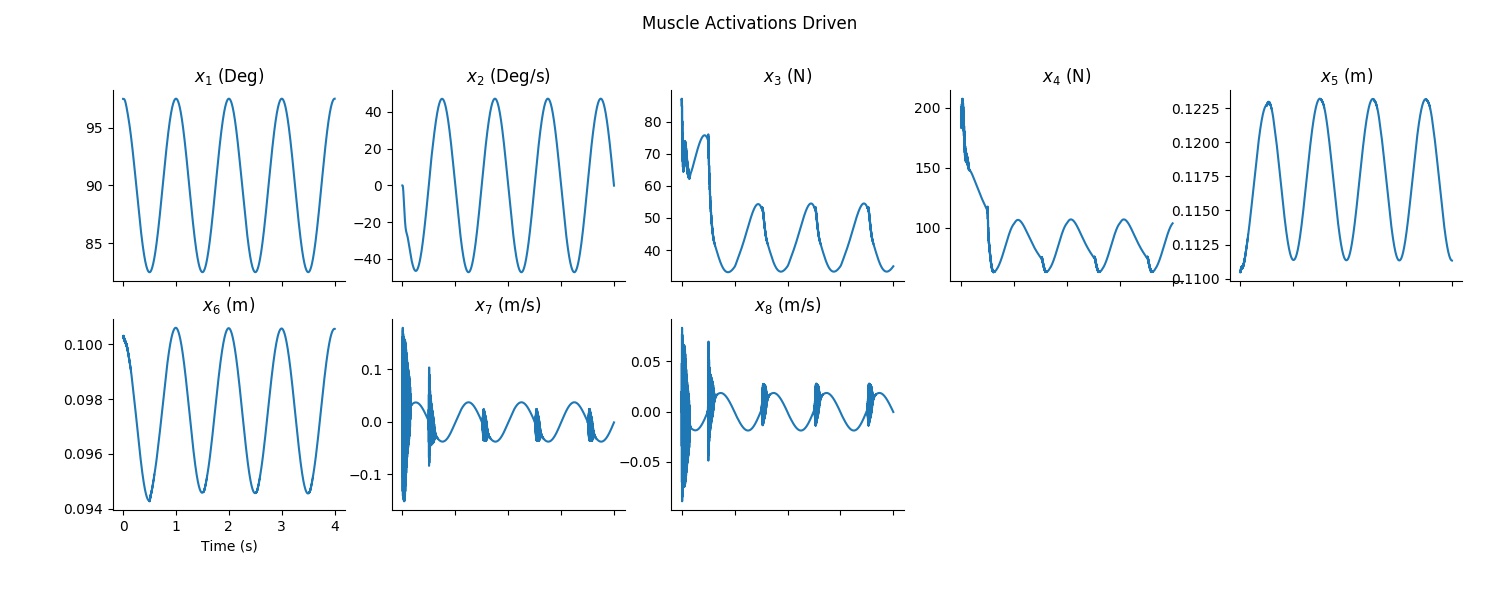 Muscle Activations Driven
x1 (Deg)
95
90
85
x2 (Deg/s)
40
20
0
−20
−40
x3 (N)
80
70
60
50
40
x4 (N)
200
150
100
x5 (m)
0.1225
0.1200
0.1175
0.1150
0.1125
0.1100
x6 (m)
0.100
0.098
0.096
0.094
0 1 2 3 4
Time (s)
x7 (m/s)
0.1
0.0
−0.1
x8 (m/s)
0.05
0.00
−0.05